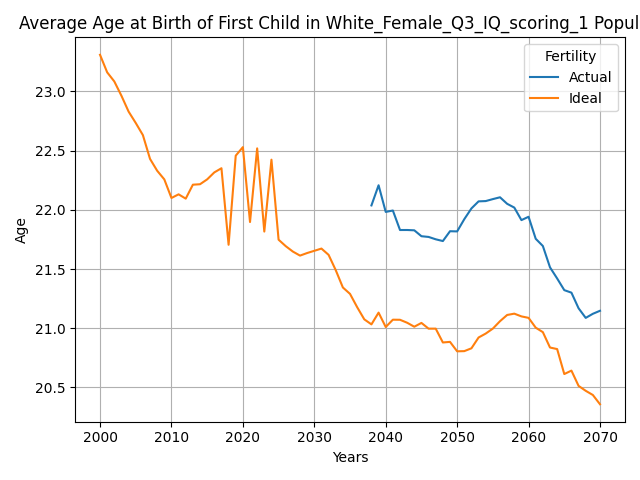 Average Age at Birth of First Child in White_Female_Q3_IQ_scoring_1 Popul
Fertility
Actual
Ideal
23.0
22.5
22.0
21.5
21.0
20.5
Age
2000 2010 2020 2030 2040 2050 2060 2070
Years